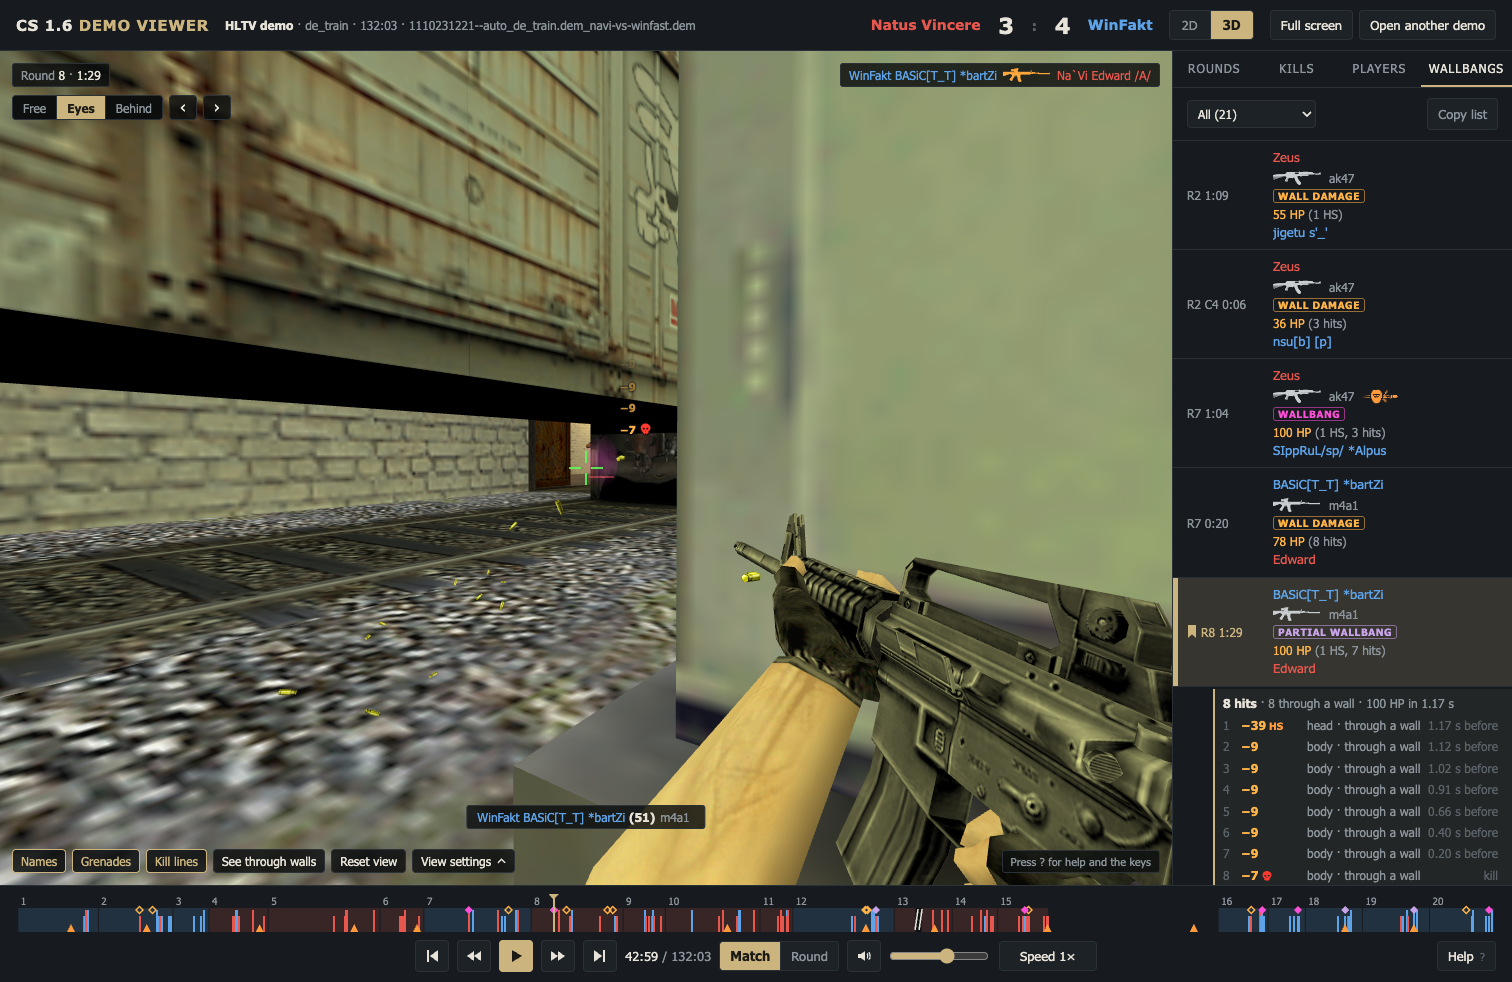 CS 1.6 DEMO VIEWER
HLTV demo · de_train · 132:03 · 1110231221--auto_de_train.dem_navi-vs-winfast.dem
Natus Vincere 3 : 4 WinFakt
2D 3D
Full screen
Open another demo
Round 8 · 1:29
Free Eyes Behind < >
WinFakt BASiC[T_T] *bartZi Na`Vi Edward /A/
-9
-9
-7
WinFakt BASiC[T_T] *bartZi (51) m4a1
Names Grenades Kill lines See through walls Reset view View settings
Press ? for help and the keys
ROUNDS KILLS PLAYERS WALLBANGS
All (21)
Copy list
R2 1:09
Zeus
ak47
WALL DAMAGE
55 HP (1 HS)
jigetu s'_'
R2 C4 0:06
Zeus
ak47
WALL DAMAGE
36 HP (3 hits)
nsu[b] [p]
R7 1:04
Zeus
ak47
WALLBANG
100 HP (1 HS, 3 hits)
SIppRuL/sp/ *Alpus
R7 0:20
BASiC[T_T] *bartZi
m4a1
WALL DAMAGE
78 HP (8 hits)
Edward
R8 1:29
BASiC[T_T] *bartZi
m4a1
PARTIAL WALLBANG
100 HP (1 HS, 7 hits)
Edward
8 hits · 8 through a wall · 100 HP in 1.17 s
1 −39 HS head · through a wall 1.17 s before
2 −9 body · through a wall 1.12 s before
3 −9 body · through a wall 1.02 s before
4 −9 body · through a wall 0.91 s before
5 −9 body · through a wall 0.66 s before
6 −9 body · through a wall 0.40 s before
7 −9 body · through a wall 0.20 s before
8 −7 body · through a wall kill
1 2 3 4 5 6 7 8 9 10 11 12 13 14 15 16 17 18 19 20
42:59 / 132:03
Match Round
Speed 1×
Help ?